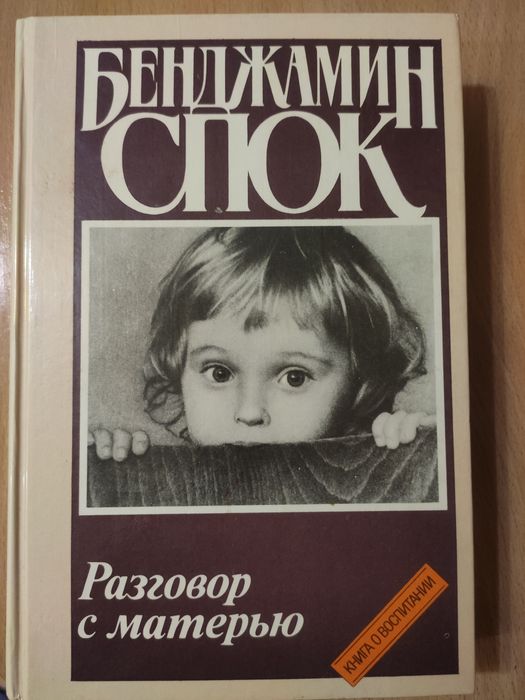 БЕНДЖАМИН
СПОК
Разговор
с матерью
КНИГА О ВОСПИТАНИИ